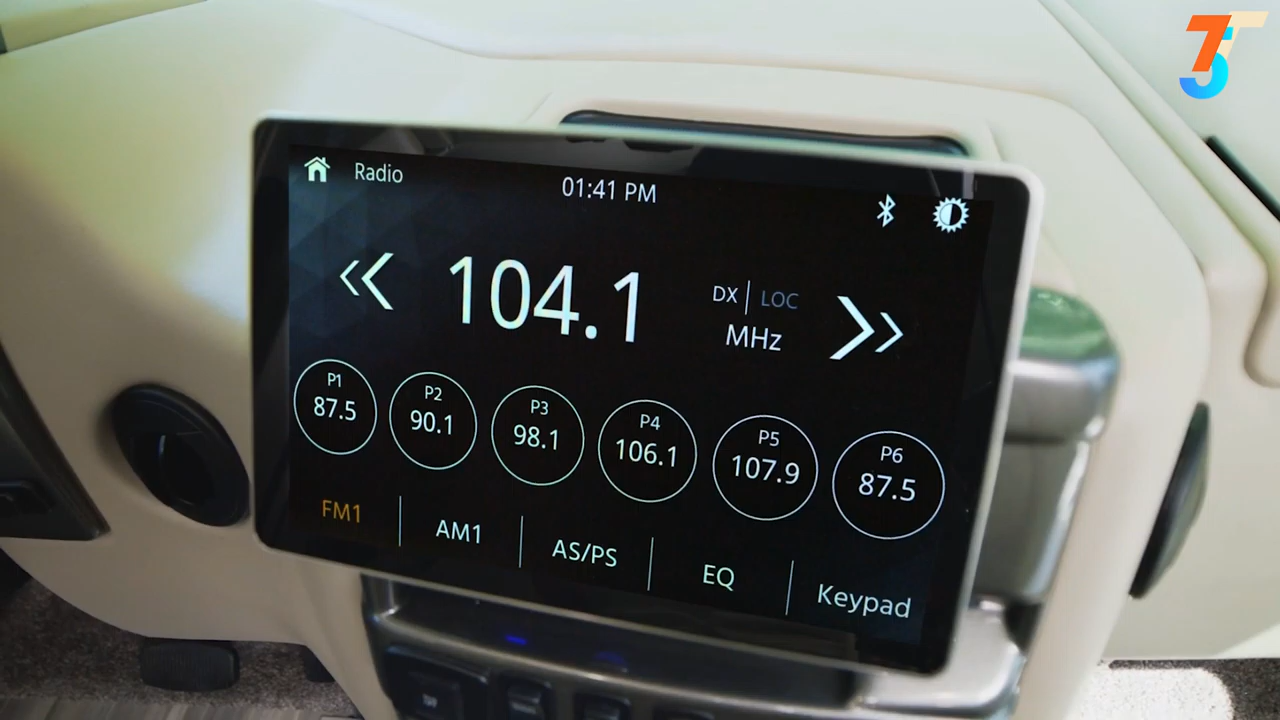 Radio
01:41 PM
104.1
DX | LOC
MHz
P1
87.5
P2
90.1
P3
98.1
P4
106.1
P5
107.9
P6
87.5
FM1
AM1
AS/PS
EQ
Keypad